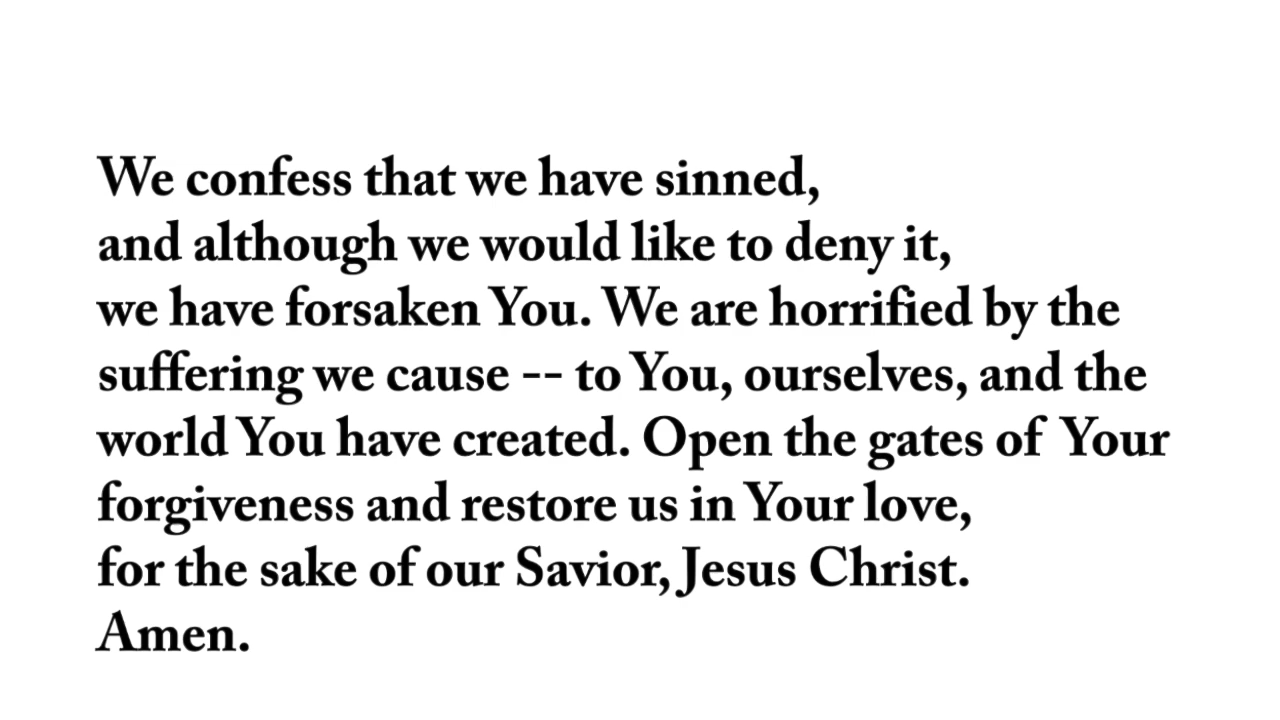 We confess that we have sinned,
and although we would like to deny it,
we have forsaken You. We are horrified by the
suffering we cause -- to You, ourselves, and the
world You have created. Open the gates of Your
forgiveness and restore us in Your love,
for the sake of our Savior, Jesus Christ.
Amen.